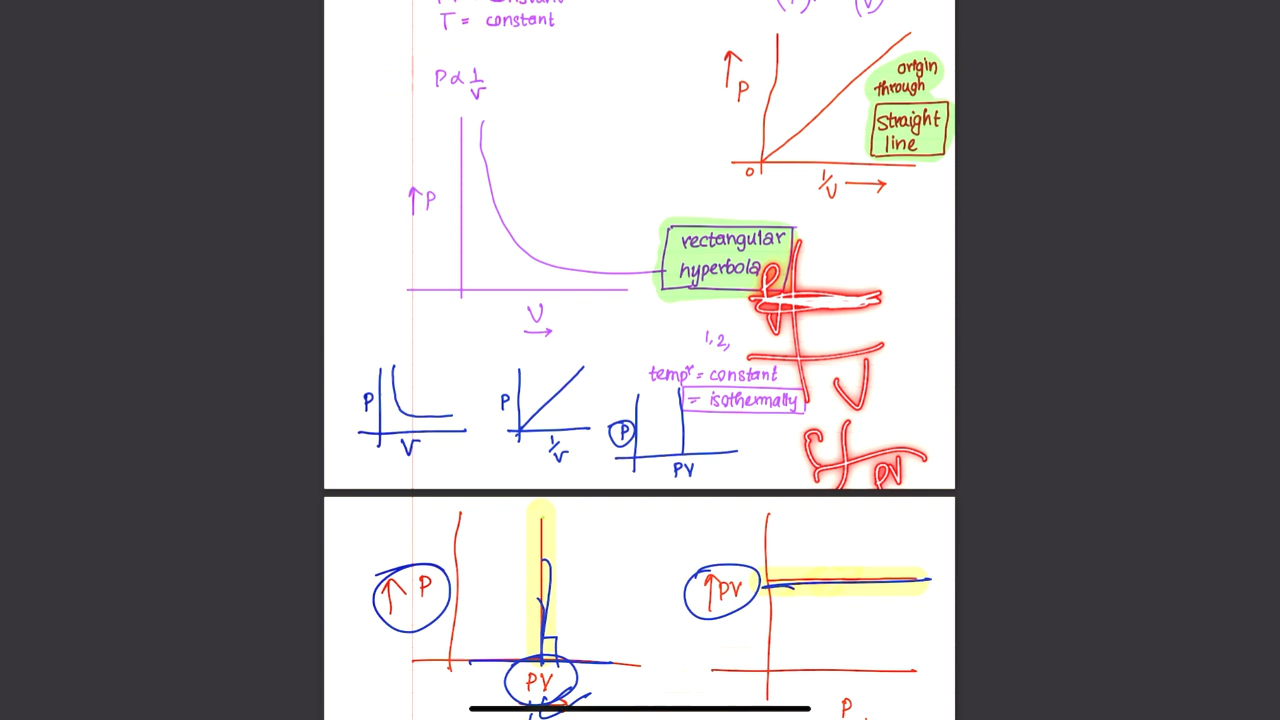 T = constant
P ∝ 1/V
↑ P
V →
rectangular
hyperbola
↑ P
0
1/V →
origin
through
straight
line
1, 2,
tempr = constant
= isothermally
P
V
P
1/V
P
PV
V
PV
↑ P
PV
↑ PV
P